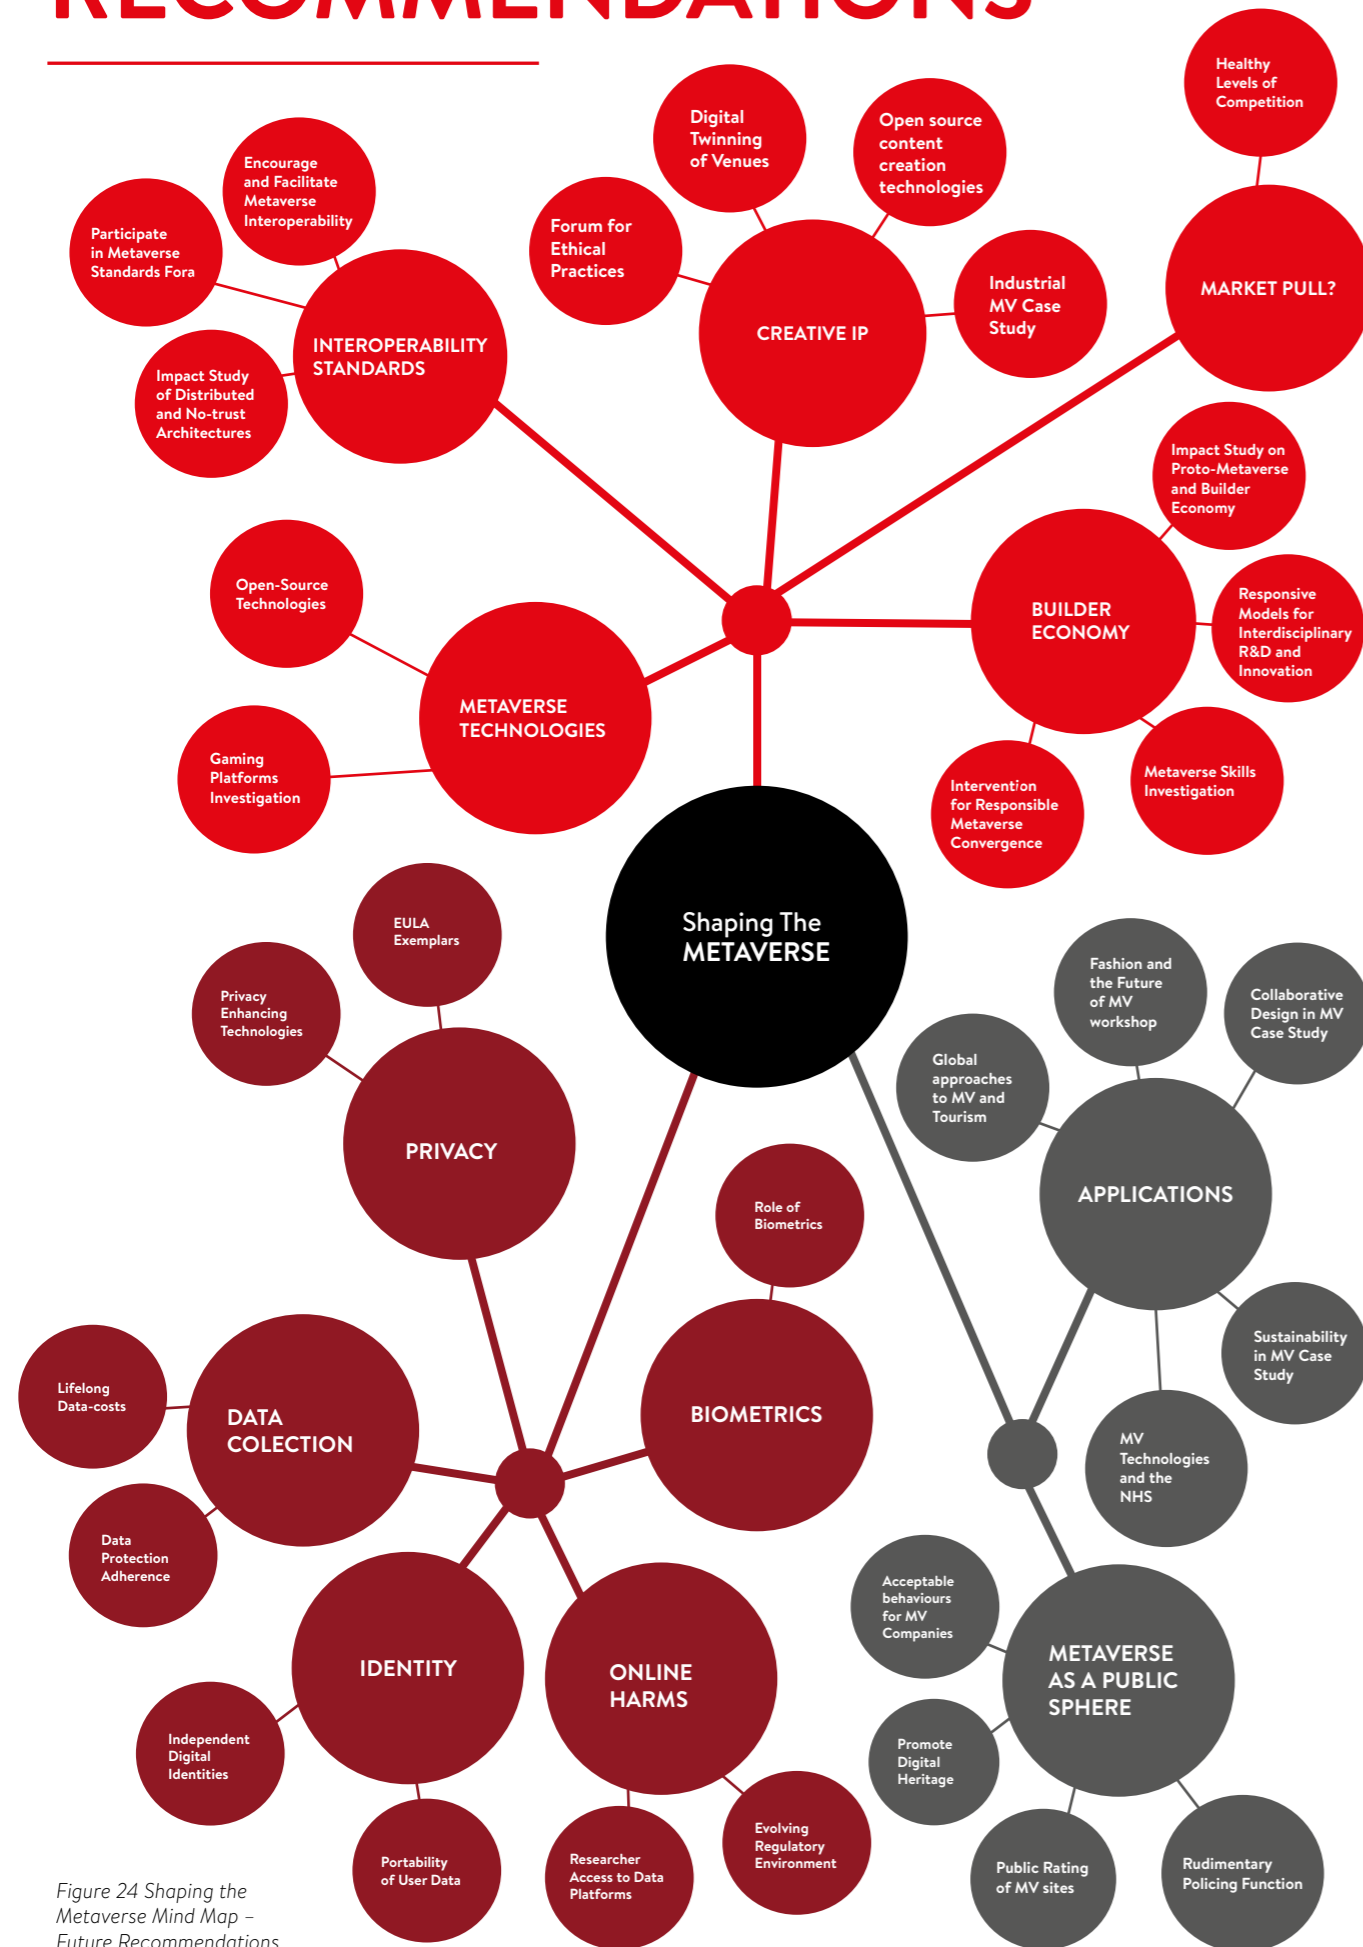 RECOMMENDATIONS
Healthy
Levels of
Competition
Digital
Twinning
of Venues
Open source
content
creation
technologies
Encourage
and Facilitate
Metaverse
Interoperability
Participate
in Metaverse
Standards Fora
Forum for
Ethical
Practices
Industrial
MV Case
Study
MARKET PULL?
CREATIVE IP
INTEROPERABILITY
STANDARDS
Impact Study
of Distributed
and No-trust
Architectures
Impact Study on
Proto-Metaverse
and Builder
Economy
Open-Source
Technologies
BUILDER
ECONOMY
Responsive
Models for
Interdisciplinary
R&D and
Innovation
METAVERSE
TECHNOLOGIES
Gaming
Platforms
Investigation
Intervention
for Responsible
Metaverse
Convergence
Metaverse Skills
Investigation
EULA
Exemplars
Shaping The
METAVERSE
Privacy
Enhancing
Technologies
Fashion and
the Future
of MV
workshop
Collaborative
Design in MV
Case Study
Global
approaches
to MV and
Tourism
PRIVACY
APPLICATIONS
Role of
Biometrics
Lifelong
Data-costs
DATA
COLECTION
BIOMETRICS
Sustainability
in MV Case
Study
MV
Technologies
and the
NHS
Data
Protection
Adherence
Acceptable
behaviours
for MV
Companies
IDENTITY
ONLINE
HARMS
METAVERSE
AS A PUBLIC
SPHERE
Independent
Digital
Identities
Promote
Digital
Heritage
Portability
of User Data
Researcher
Access to Data
Platforms
Evolving
Regulatory
Environment
Public Rating
of MV sites
Rudimentary
Policing Function
Figure 24 Shaping the
Metaverse Mind Map –
Future Recommendations